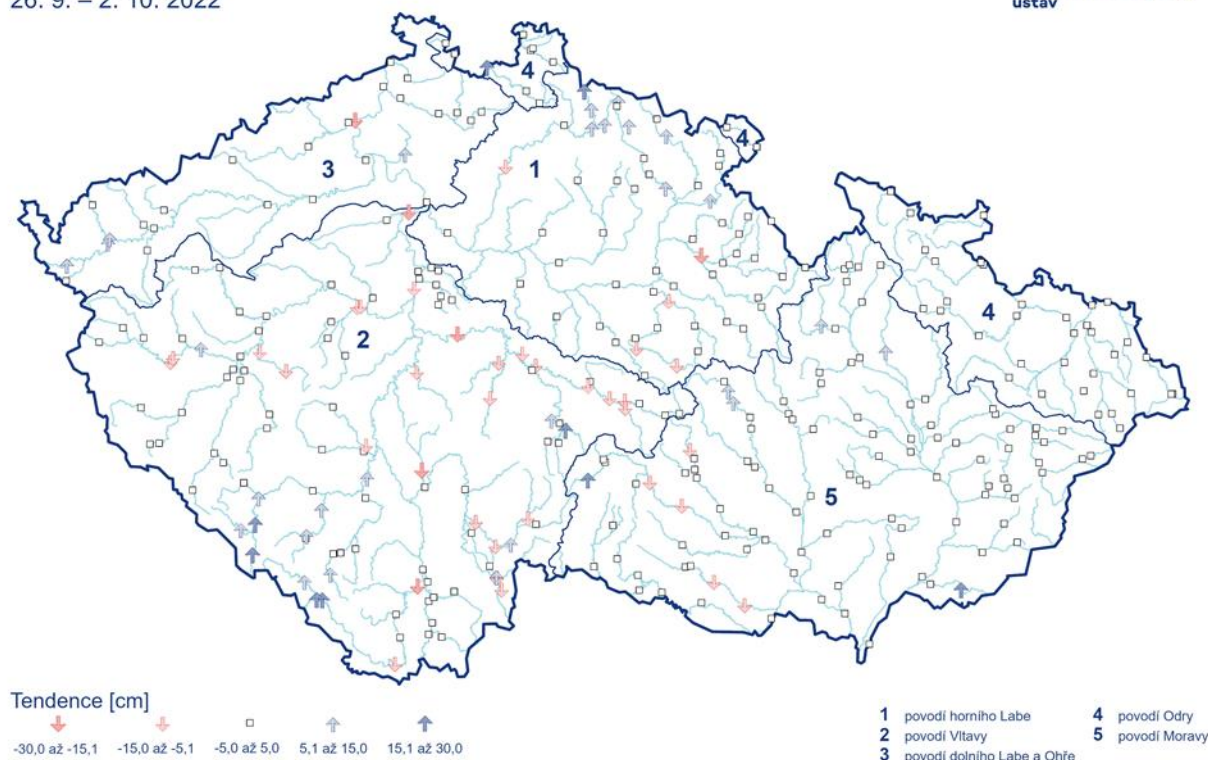 26. 9. – 2. 10. 2022
ústav
4
4
3
1
2
4
5
Tendence [cm]
-30,0 až -15,1 -15,0 až -5,1 -5,0 až 5,0 5,1 až 15,0 15,1 až 30,0
1 povodí horního Labe 4 povodí Odry
2 povodí Vltavy 5 povodí Moravy
3 povodí dolního Labe a Ohře